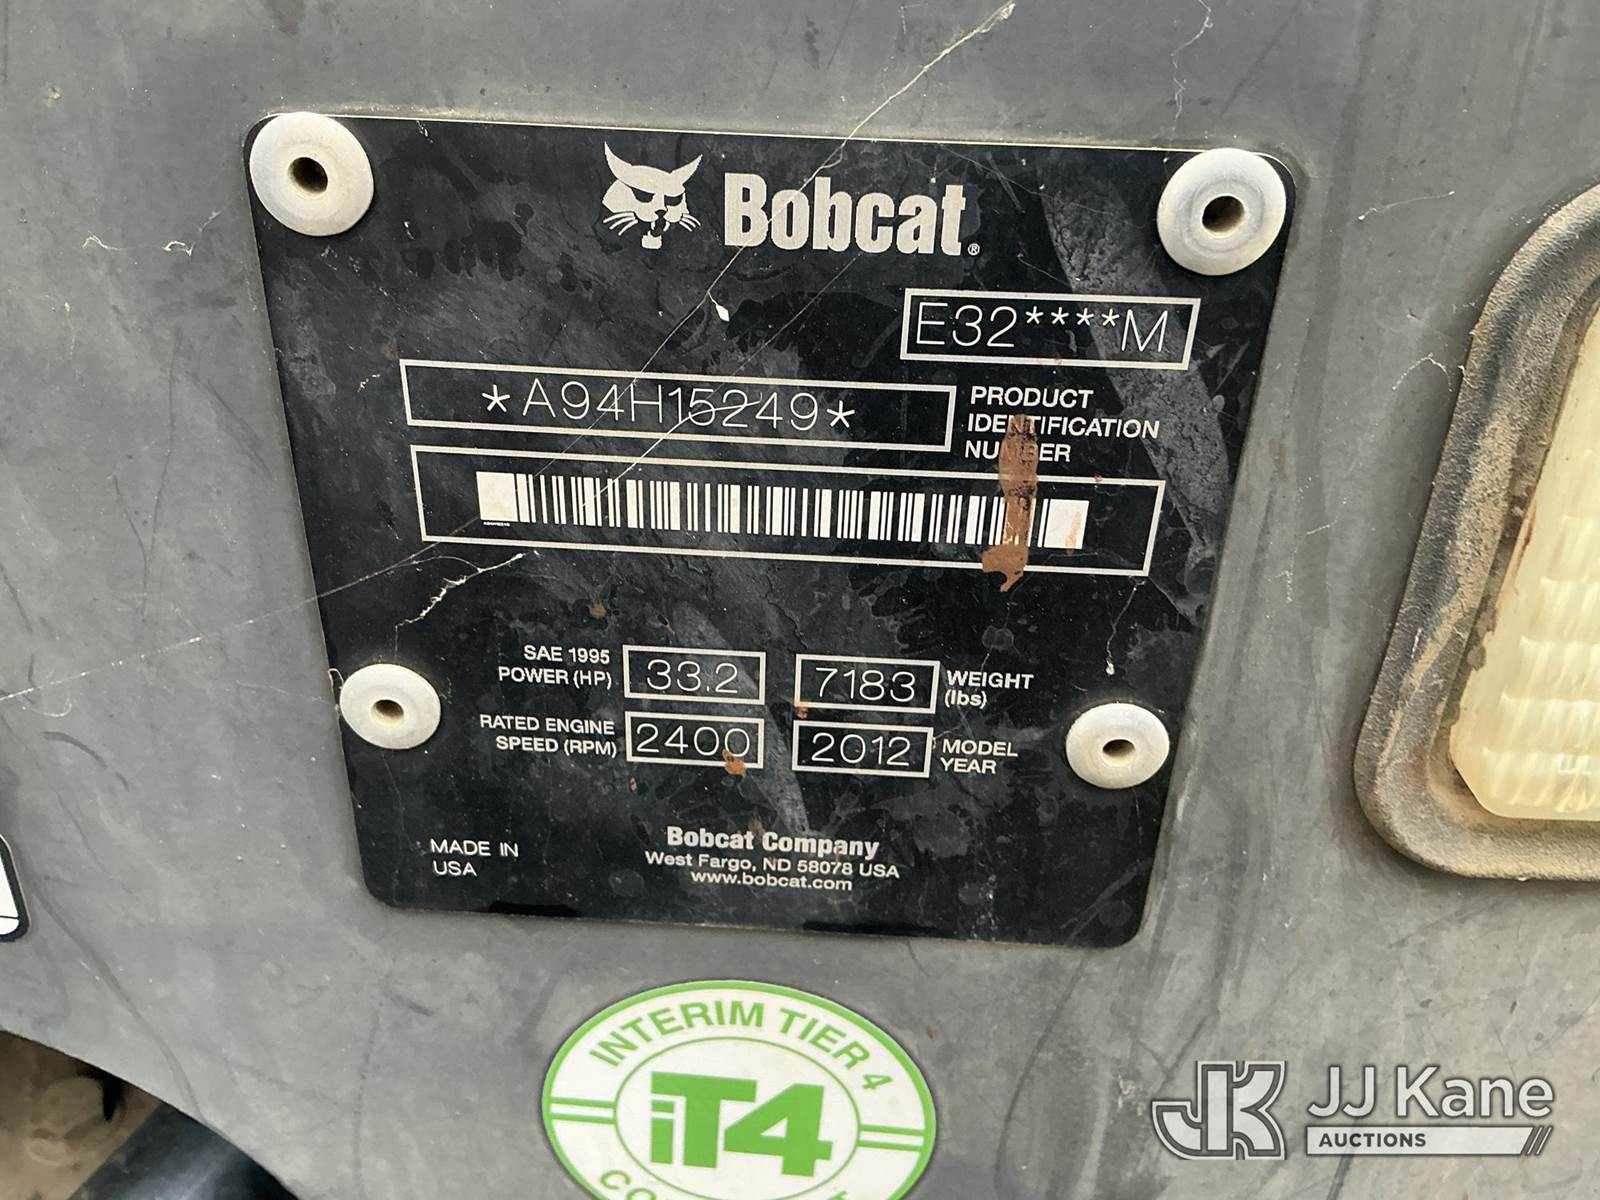 Bobcat®
E32****M
*A94H15249*
PRODUCT
IDENTIFICATION
NUMBER
SAE 1995
POWER (HP)
33.2
7183
WEIGHT
(lbs)
RATED ENGINE
SPEED (RPM)
2400
2012
MODEL
YEAR
MADE IN
USA
Bobcat Company
West Fargo, ND 58078 USA
www.bobcat.com
INTERIM TIER 4
iT4
JJ Kane
AUCTIONS